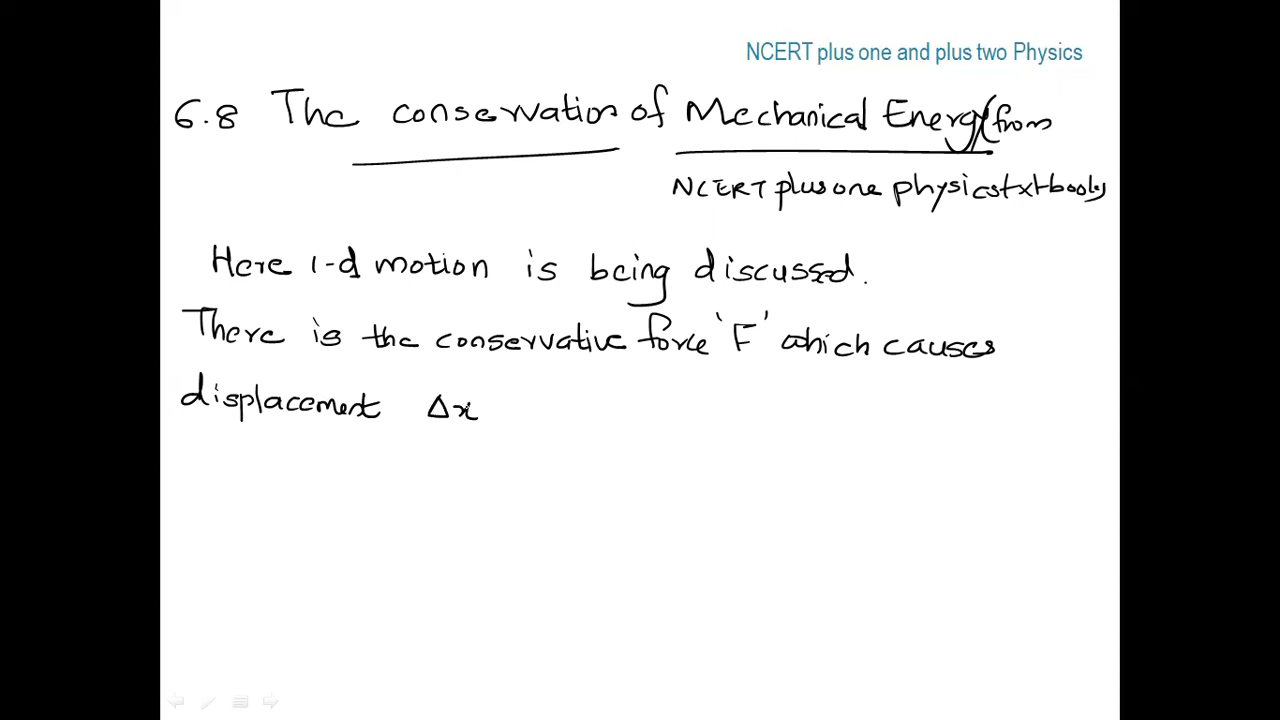 NCERT plus one and plus two Physics
6.8 The conservation of Mechanical Energy (from
NCERT plus one physics txtbook)
Here 1-d motion is being discussed.
There is the conservative force 'F' which causes
displacement Δx